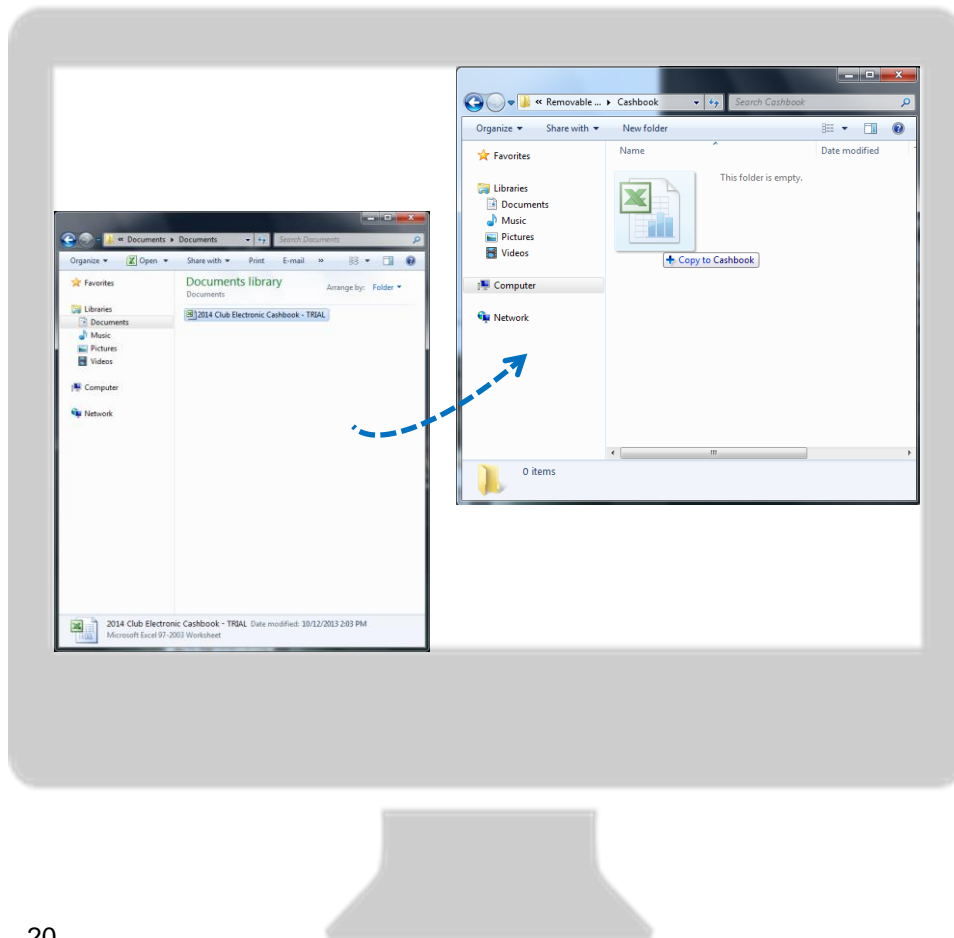 « Removable ... ▸ Cashbook
Search Cashbook
Organize ▾ Share with ▾ New folder
Favorites
Libraries
Documents
Music
Pictures
Videos
Computer
Network
Name Date modified
This folder is empty.
Copy to Cashbook
0 items
« Documents ▸ Documents
Search Documents
Organize ▾ Open ▾ Share with ▾ Print E-mail »
Favorites
Libraries
Documents
Music
Pictures
Videos
Computer
Network
Documents library
Documents
Arrange by: Folder ▾
2014 Club Electronic Cashbook - TRIAL
2014 Club Electronic Cashbook - TRIAL Date modified: 10/12/2013 2:03 PM
Microsoft Excel 97-2003 Worksheet
20